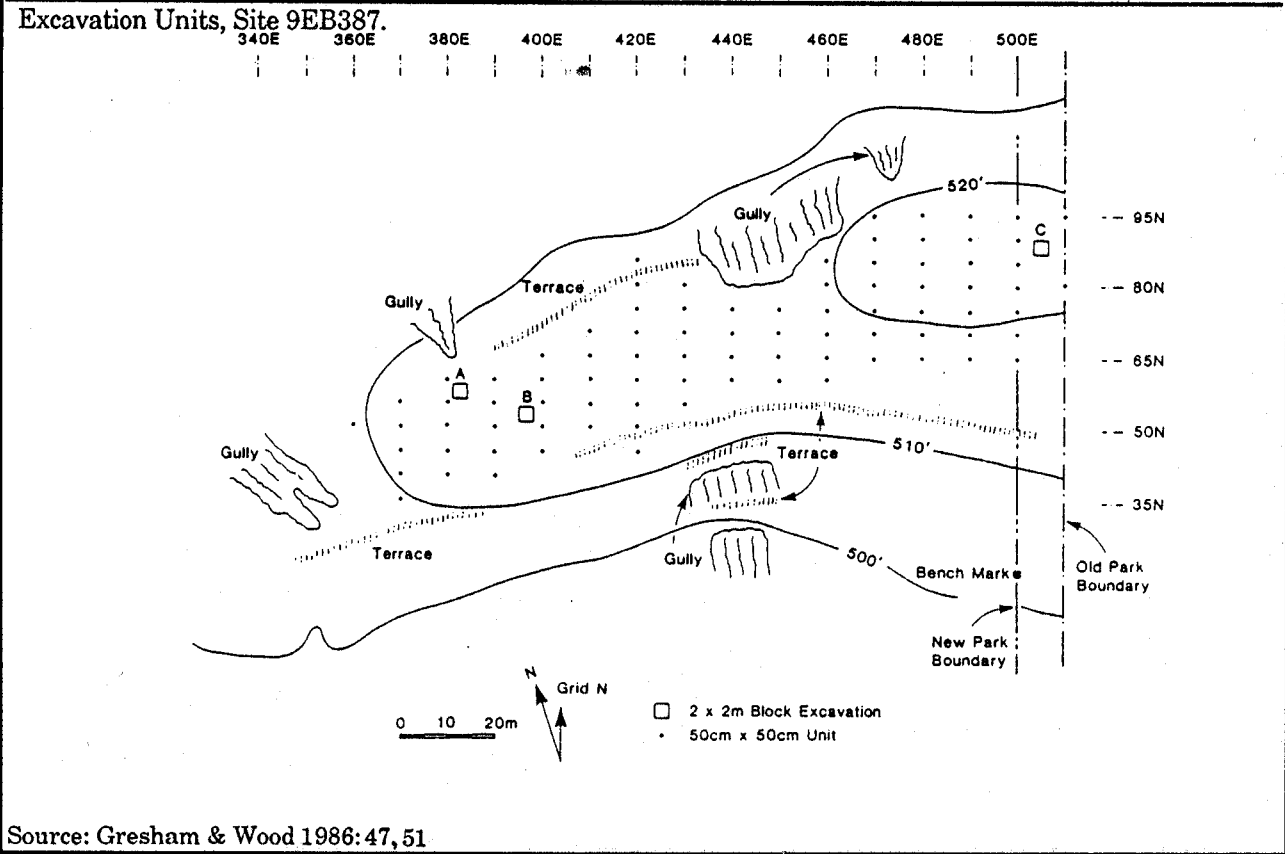 Excavation Units, Site 9EB387.
340E 360E 380E 400E 420E 440E 460E 480E 500E
520'
Gully
95N
C
Terrace
80N
Gully
65N
A
B
50N
510'
Gully
Terrace
35N
Terrace
Gully
500'
Bench Mark
Old Park
Boundary
New Park
Boundary
N
Grid N
0 10 20m
2 x 2m Block Excavation
50cm x 50cm Unit
Source: Gresham & Wood 1986:47,51